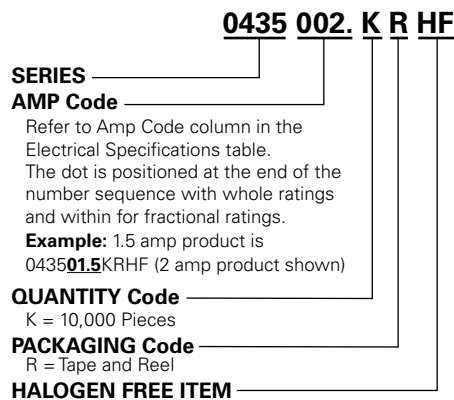 0435 002. K R HF
SERIES
AMP Code
Refer to Amp Code column in the
Electrical Specifications table.
The dot is positioned at the end of the
number sequence with whole ratings
and within for fractional ratings.
Example: 1.5 amp product is
043501.5KRHF (2 amp product shown)
QUANTITY Code
K = 10,000 Pieces
PACKAGING Code
R = Tape and Reel
HALOGEN FREE ITEM